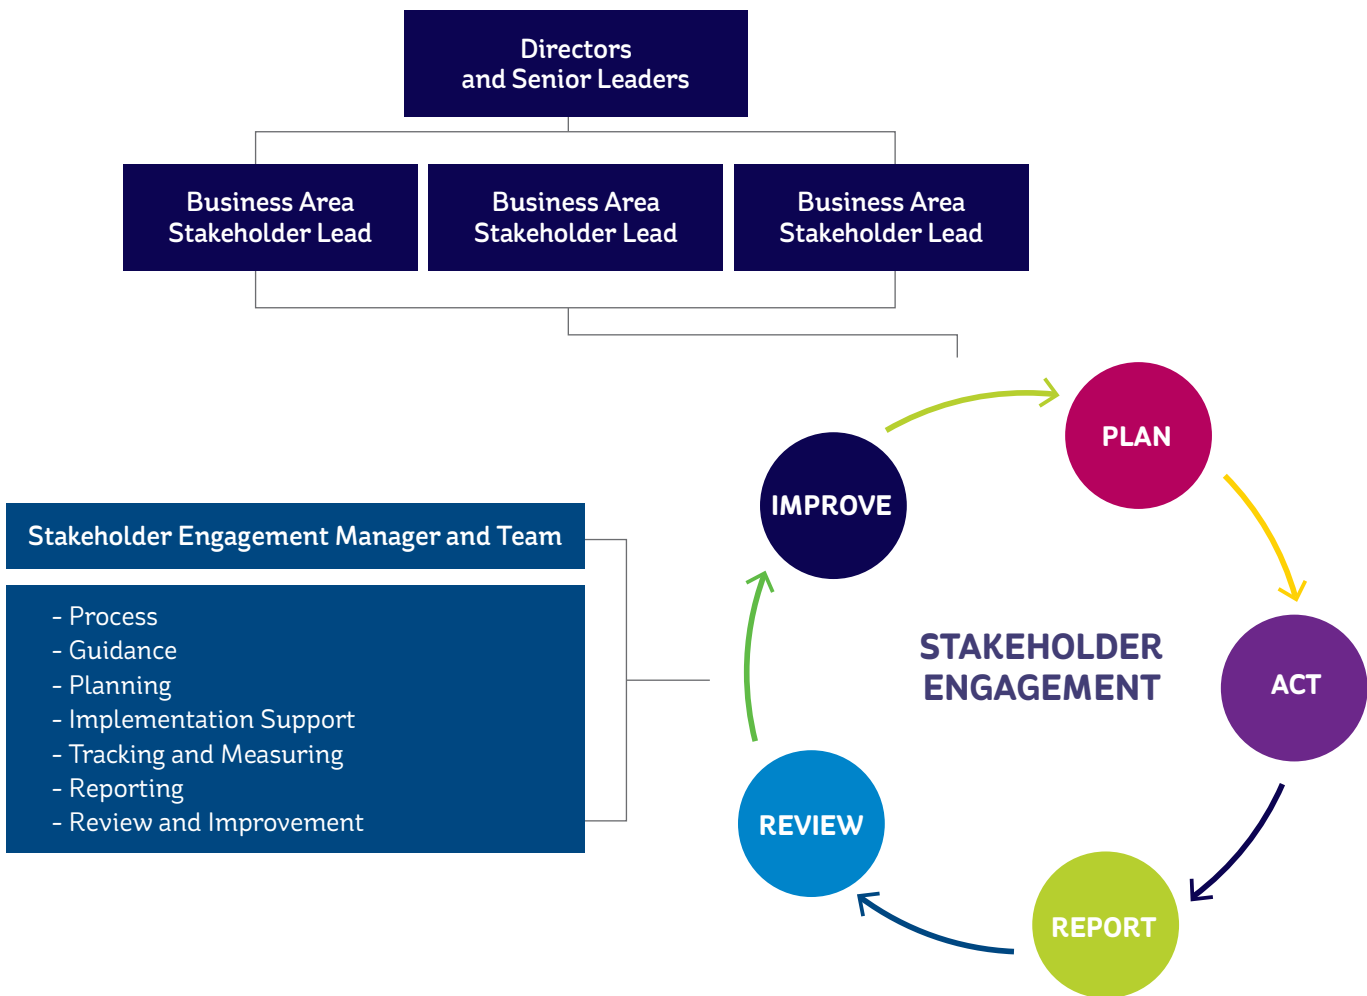 Directors
and Senior Leaders
Business Area
Stakeholder Lead
Business Area
Stakeholder Lead
Business Area
Stakeholder Lead
PLAN
IMPROVE
Stakeholder Engagement Manager and Team
- Process
- Guidance
- Planning
- Implementation Support
- Tracking and Measuring
- Reporting
- Review and Improvement
STAKEHOLDER
ENGAGEMENT
ACT
REVIEW
REPORT